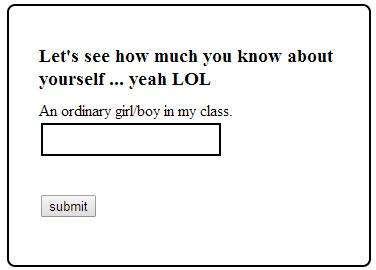 Let's see how much you know about
yourself ... yeah LOL
An ordinary girl/boy in my class.
submit